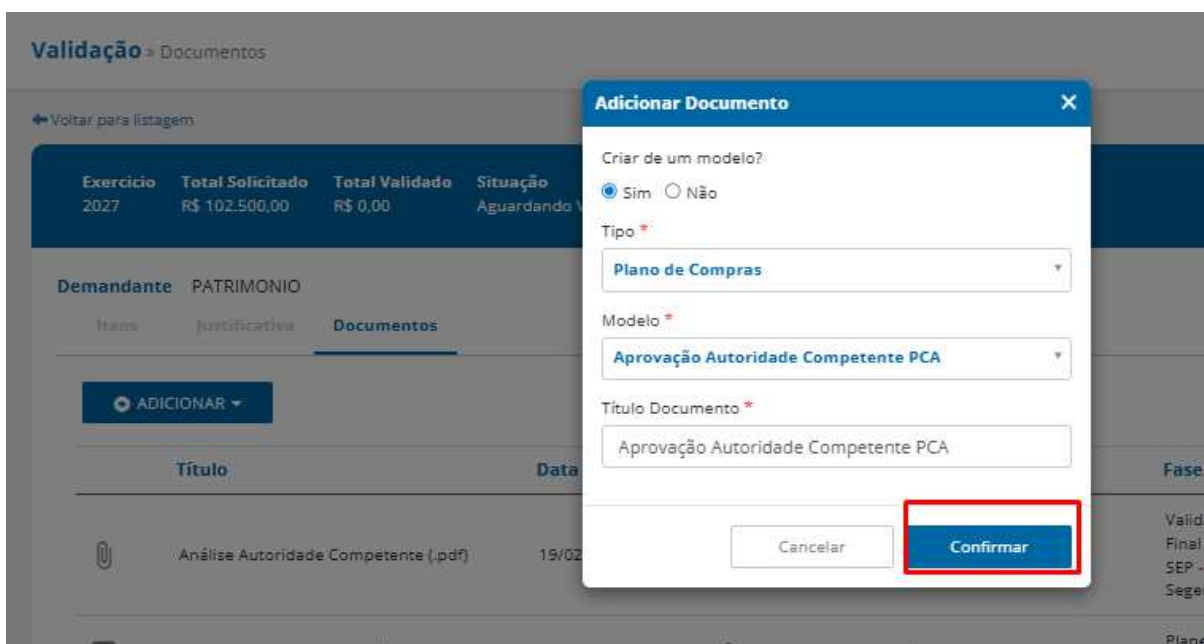 Validação » Documentos
Voltar para listagem
Exercício Total Solicitado Total Validado Situação
2027 R$ 102.500,00 R$ 0,00 Aguardando
Demandante PATRIMONIO
Itens Justificativa Documentos
ADICIONAR
Título Data Fase
Análise Autoridade Competente (.pdf) 19/02
Valid
Final
SEP -
Sege
Plane
Adicionar Documento ×
Criar de um modelo?
Sim Não
Tipo *
Plano de Compras
Modelo *
Aprovação Autoridade Competente PCA
Título Documento *
Aprovação Autoridade Competente PCA
Cancelar Confirmar